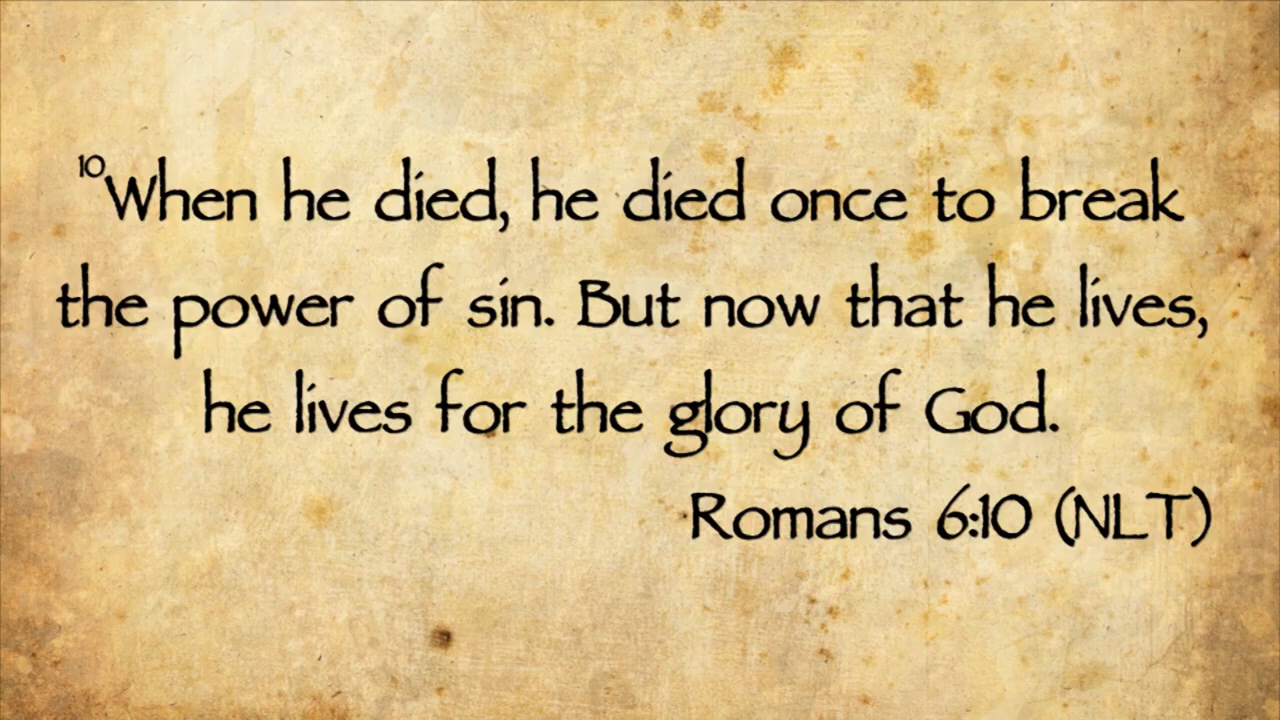 10When he died, he died once to break
the power of sin. But now that he lives,
he lives for the glory of God.
Romans 6:10 (NLT)